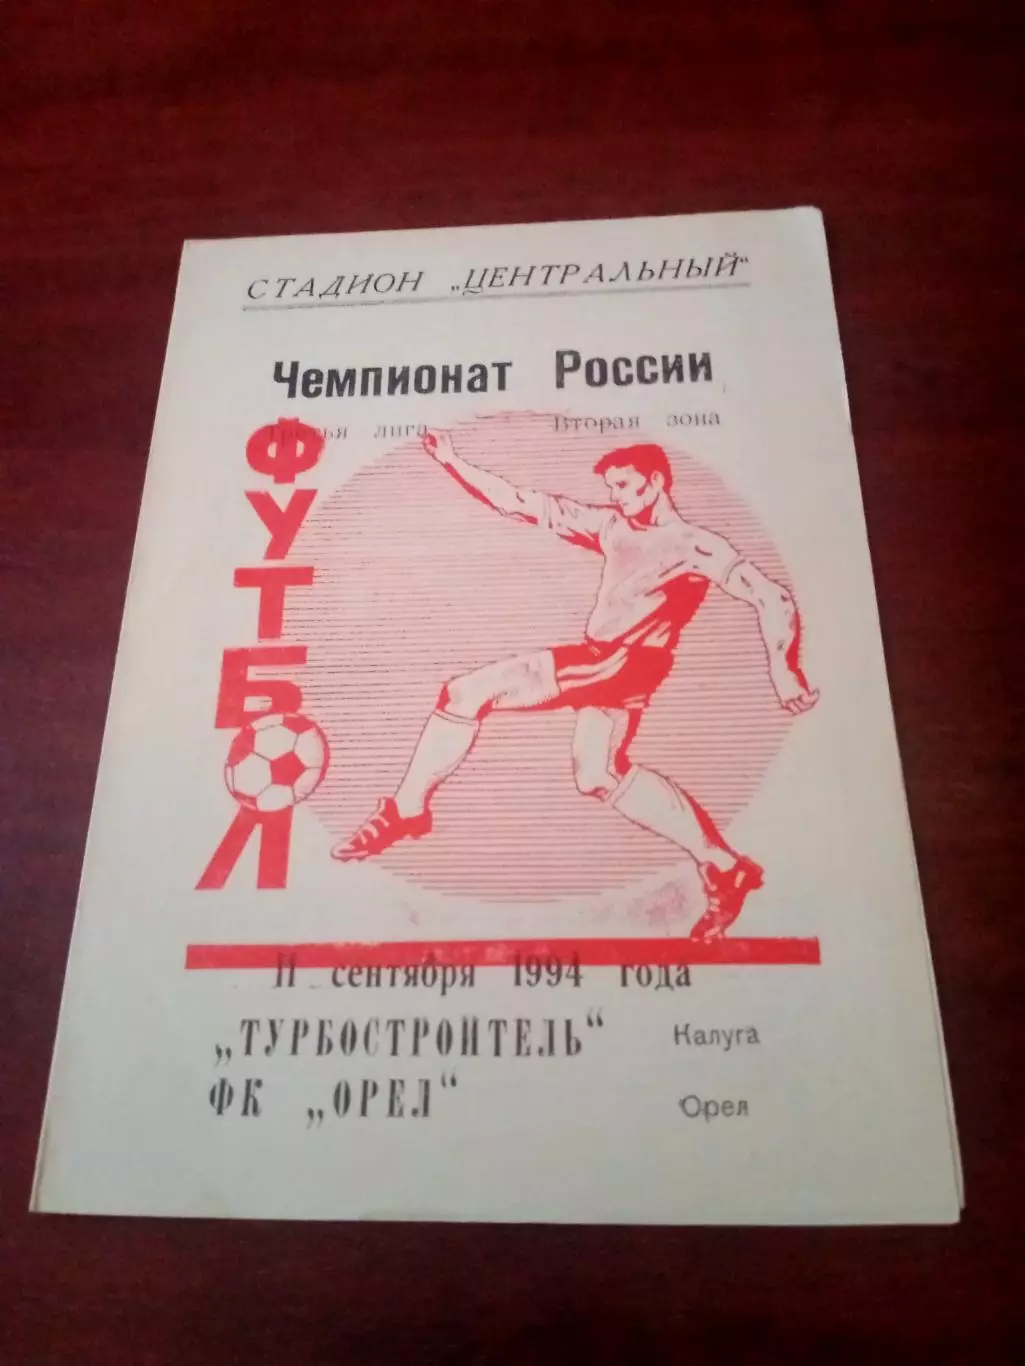 СТАДИОН „ЦЕНТРАЛЬНЫЙ“
Чемпионат России
Третья лига Вторая зона
ФУТБОЛ
11 сентября 1994 года
„ТУРБОСТРОИТЕЛЬ“ Калуга
ФК „ОРЕЛ“ Орел